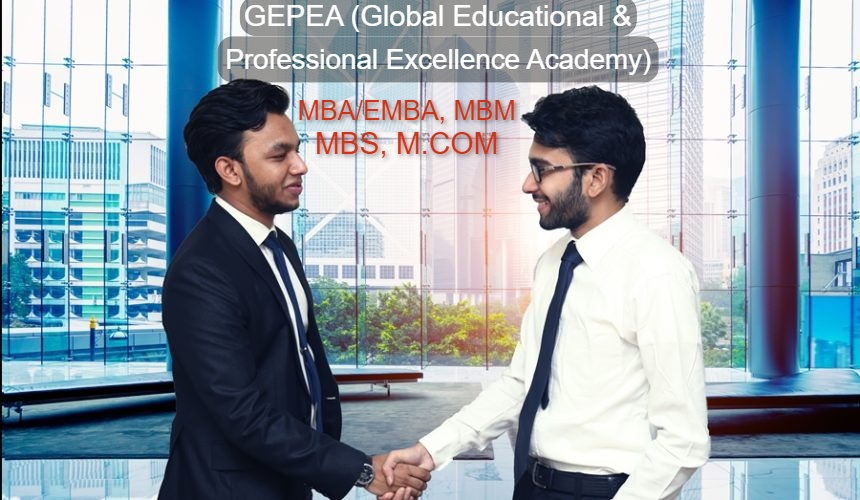 GEPEA (Global Educational &
Professional Excellence Academy)
MBA/EMBA, MBM
MBS, M.COM